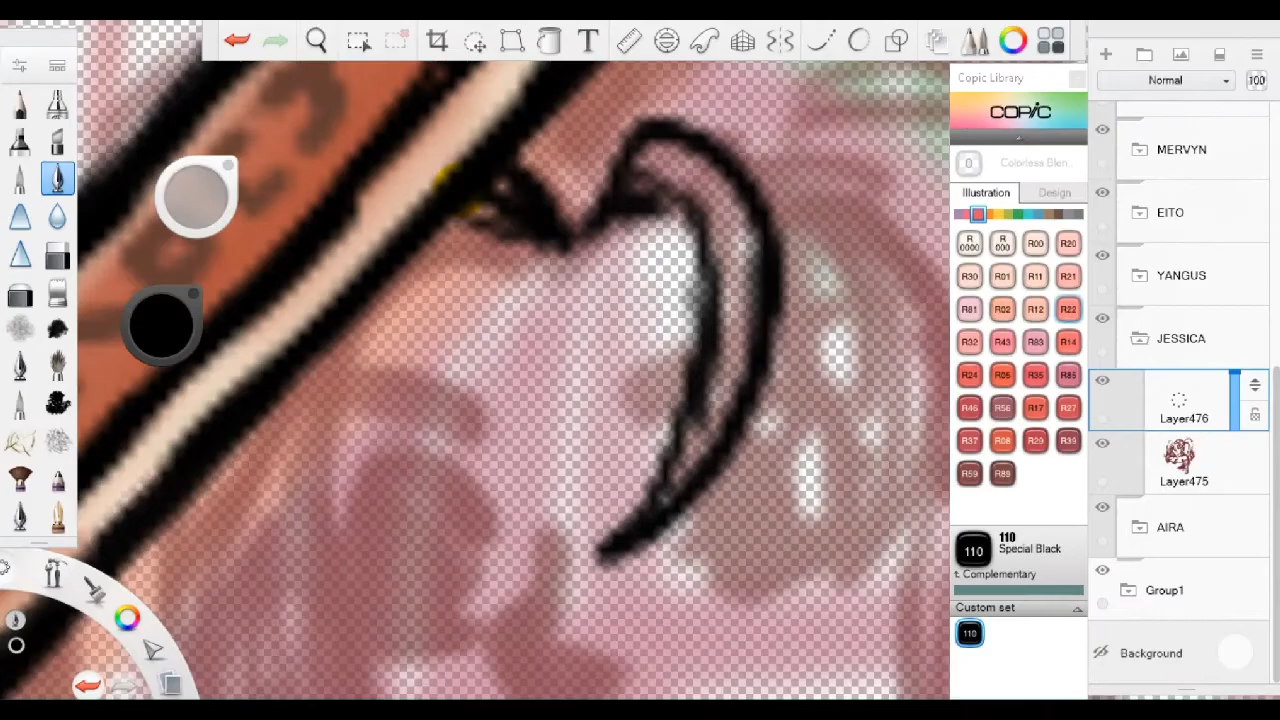 T
Copic Library
COPIC
0 Colorless Blen...
Illustration Design
R0000 R000 R00 R20
R30 R01 R11 R21
R81 R02 R12 R22
R32 R43 R83 R14
R24 R05 R35 R85
R46 R56 R17 R27
R37 R08 R29 R39
R59 R89
110
110
Special Black
t. Complementary
Custom set
110
Normal 100
MERVYN
EITO
YANGUS
JESSICA
Layer476
Layer475
AIRA
Group1
Background